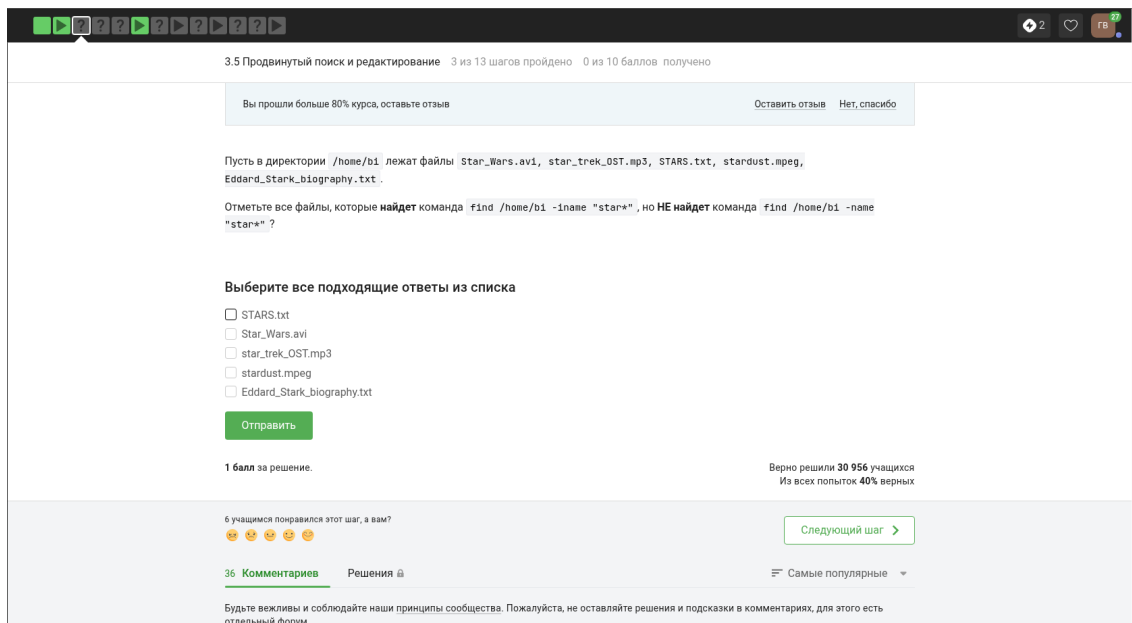 ? ? ? ? ? ? ? ?
2
ГВ
27
3.5 Продвинутый поиск и редактирование 3 из 13 шагов пройдено 0 из 10 баллов получено
Вы прошли больше 80% курса, оставьте отзыв Оставить отзыв Нет, спасибо
Пусть в директории /home/bi лежат файлы Star_Wars.avi, star_trek_OST.mp3, STARS.txt, stardust.mpeg,
Eddard_Stark_biography.txt .
Отметьте все файлы, которые найдет команда find /home/bi -iname "star*" , но НЕ найдет команда find /home/bi -name
"star*" ?
Выберите все подходящие ответы из списка
STARS.txt
Star_Wars.avi
star_trek_OST.mp3
stardust.mpeg
Eddard_Stark_biography.txt
Отправить
1 балл за решение. Верно решили 30 956 учащихся
Из всех попыток 40% верных
6 учащимся понравился этот шаг, а вам?
Следующий шаг
36 Комментариев Решения Самые популярные
Будьте вежливы и соблюдайте наши принципы сообщества. Пожалуйста, не оставляйте решения и подсказки в комментариях, для этого есть
отдельный форум.